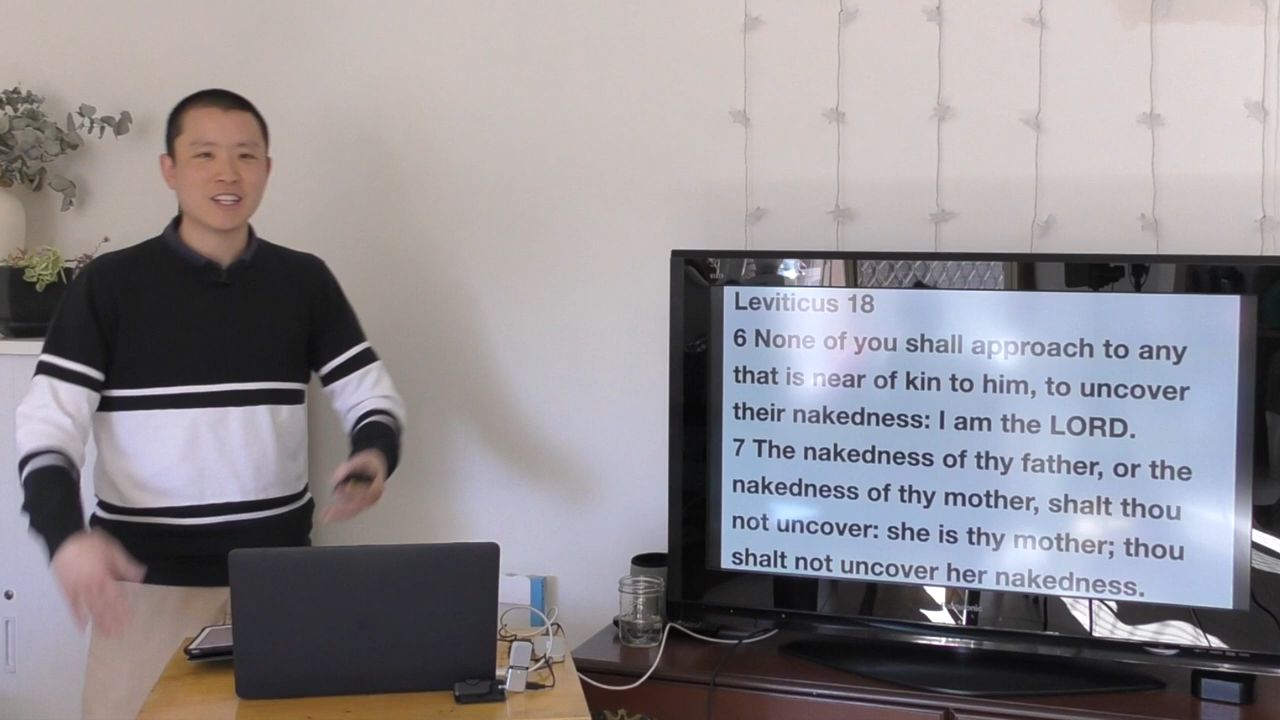 Leviticus 18
6 None of you shall approach to any
that is near of kin to him, to uncover
their nakedness: I am the LORD.
7 The nakedness of thy father, or the
nakedness of thy mother, shalt thou
not uncover: she is thy mother; thou
shalt not uncover her nakedness.